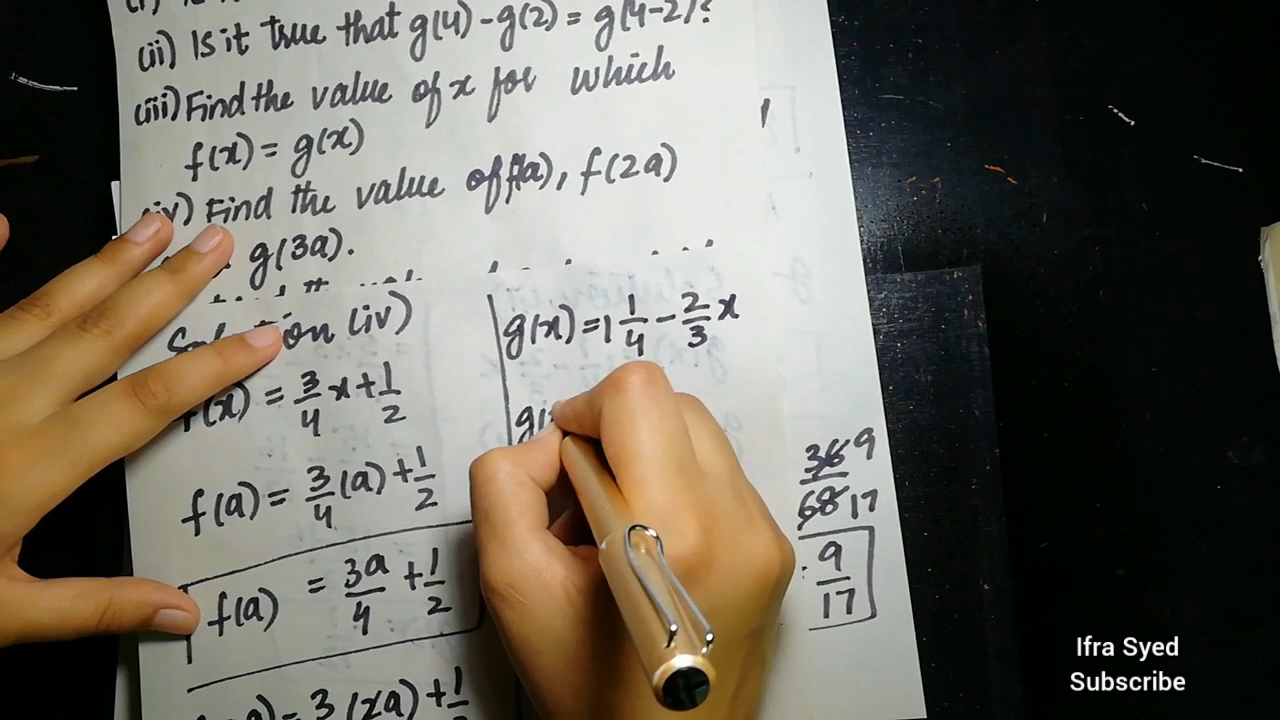 (ii) Is it true that g(4)-g(2) = g(4-2)?
(iii) Find the value of x for which
f(x) = g(x)
(iv) Find the value of f(a), f(2a)
g(3a).
Solution (iv)
f(x) = 3/4 x + 1/2
f(a) = 3/4 (a) + 1/2
f(a) = 3a/4 + 1/2
= 3 (2a) + 1
g(x) = 1 1/4 - 2/3 x
g(
36 9
68 17
9/17
Ifra Syed
Subscribe